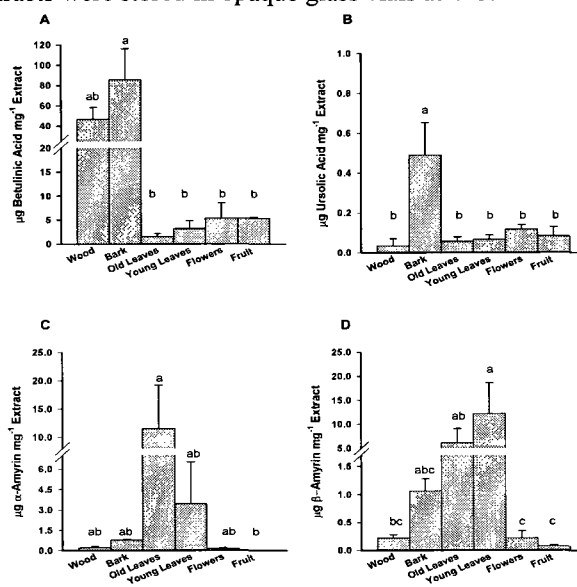 were stored in opaque glass vials at
A
120
100
80
60
40
20
15
10
5
0
µg Betulinic Acid mg⁻¹ Extract
ab
a
b
b
b
b
Wood
Bark
Old Leaves
Young Leaves
Flowers
Fruit
B
1.0
0.8
0.6
0.4
0.2
0.0
µg Ursolic Acid mg⁻¹ Extract
b
a
b
b
b
b
Wood
Bark
Old Leaves
Young Leaves
Flowers
Fruit
C
25.0
20.0
15.0
10.0
6.0
4.5
3.0
1.5
0.0
µg α-Amyrin mg⁻¹ Extract
ab
ab
a
ab
ab
b
Wood
Bark
Old Leaves
Young Leaves
Flowers
Fruit
D
25.0
20.0
15.0
10.0
5.0
1.5
1.0
0.5
0.0
µg β-Amyrin mg⁻¹ Extract
bc
abc
ab
a
c
c
Wood
Bark
Old Leaves
Young Leaves
Flowers
Fruit